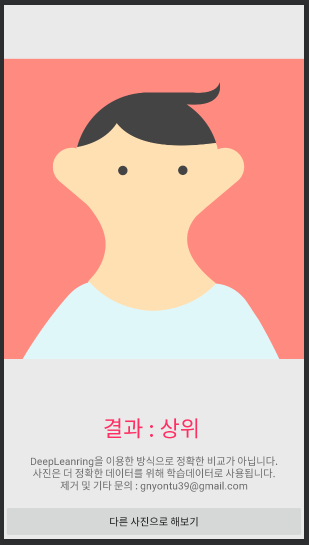 결과 : 상위
DeepLeanring을 이용한 방식으로 정확한 비교가 아닙니다.
사진은 더 정확한 데이터를 위해 학습데이터로 사용됩니다.
제거 및 기타 문의 : gnyontu39@gmail.com
다른 사진으로 해보기